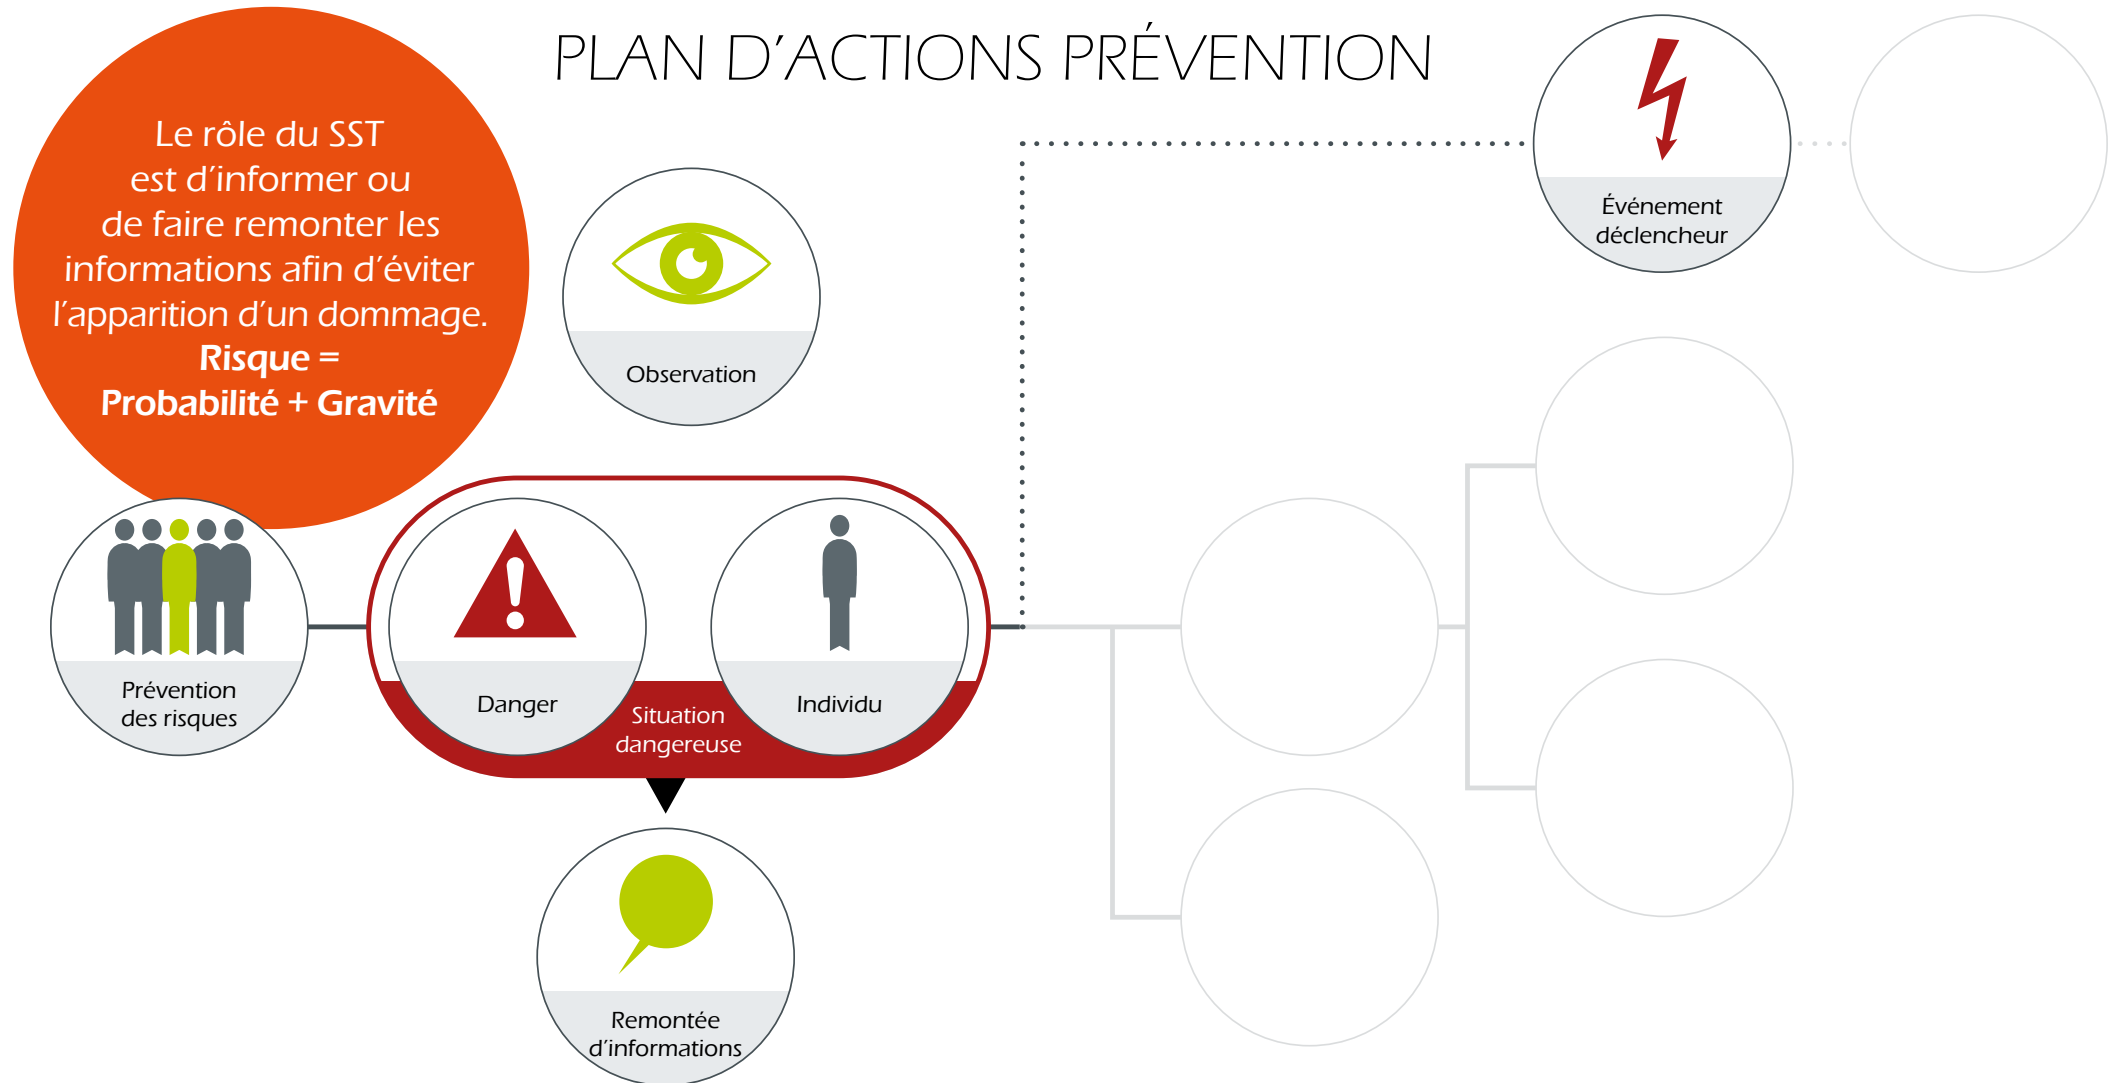 PLAN D’ACTIONS PRÉVENTION
Le rôle du SST
est d’informer ou
de faire remonter les
informations afin d’éviter
l’apparition d’un dommage.
Risque =
Probabilité + Gravité
Observation
Événement
déclencheur
Prévention
des risques
Danger
Situation
dangereuse
Individu
Remontée
d’informations